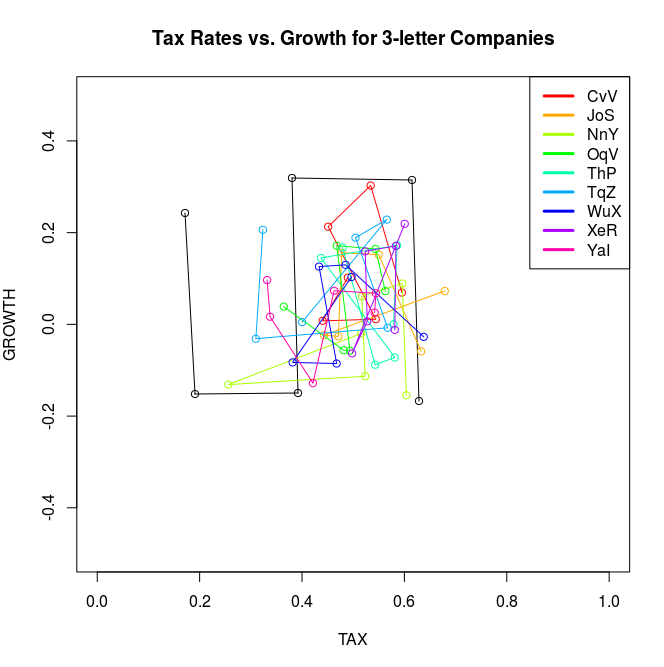 Tax Rates vs. Growth for 3-letter Companies
CvV
JoS
NnY
OqV
ThP
TqZ
WuX
XeR
YaI
GROWTH
0.4
0.2
0.0
-0.2
-0.4
0.0 0.2 0.4 0.6 0.8 1.0
TAX